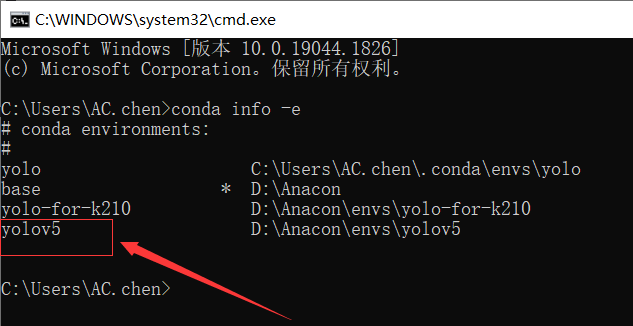 C:\WINDOWS\system32\cmd.exe
Microsoft Windows [版本 10.0.19044.1826]
(c) Microsoft Corporation。保留所有权利。
C:\Users\AC.chen>conda info -e
# conda environments:
#
yolo                     C:\Users\AC.chen\.conda\envs\yolo
base                  *  D:\Anacon
yolo-for-k210            D:\Anacon\envs\yolo-for-k210
yolov5                   D:\Anacon\envs\yolov5
C:\Users\AC.chen>